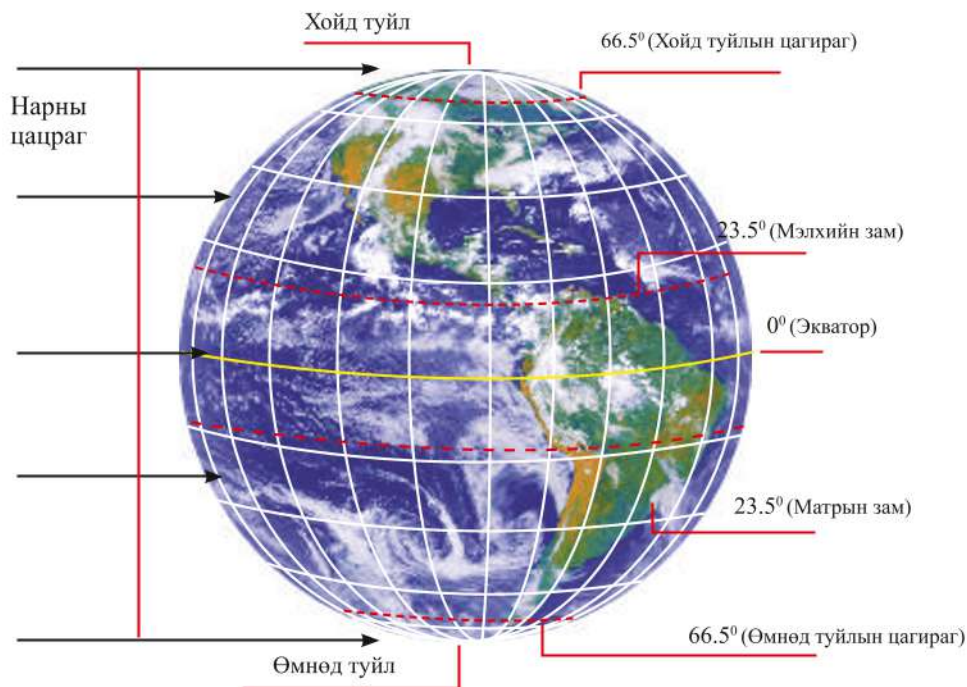 Хойд туйл
66.5⁰ (Хойд туйлын цагираг)
Нарны
цацраг
23.5⁰ (Мэлхийн зам)
0⁰ (Экватор)
23.5⁰ (Матрын зам)
66.5⁰ (Өмнөд туйлын цагираг)
Өмнөд туйл